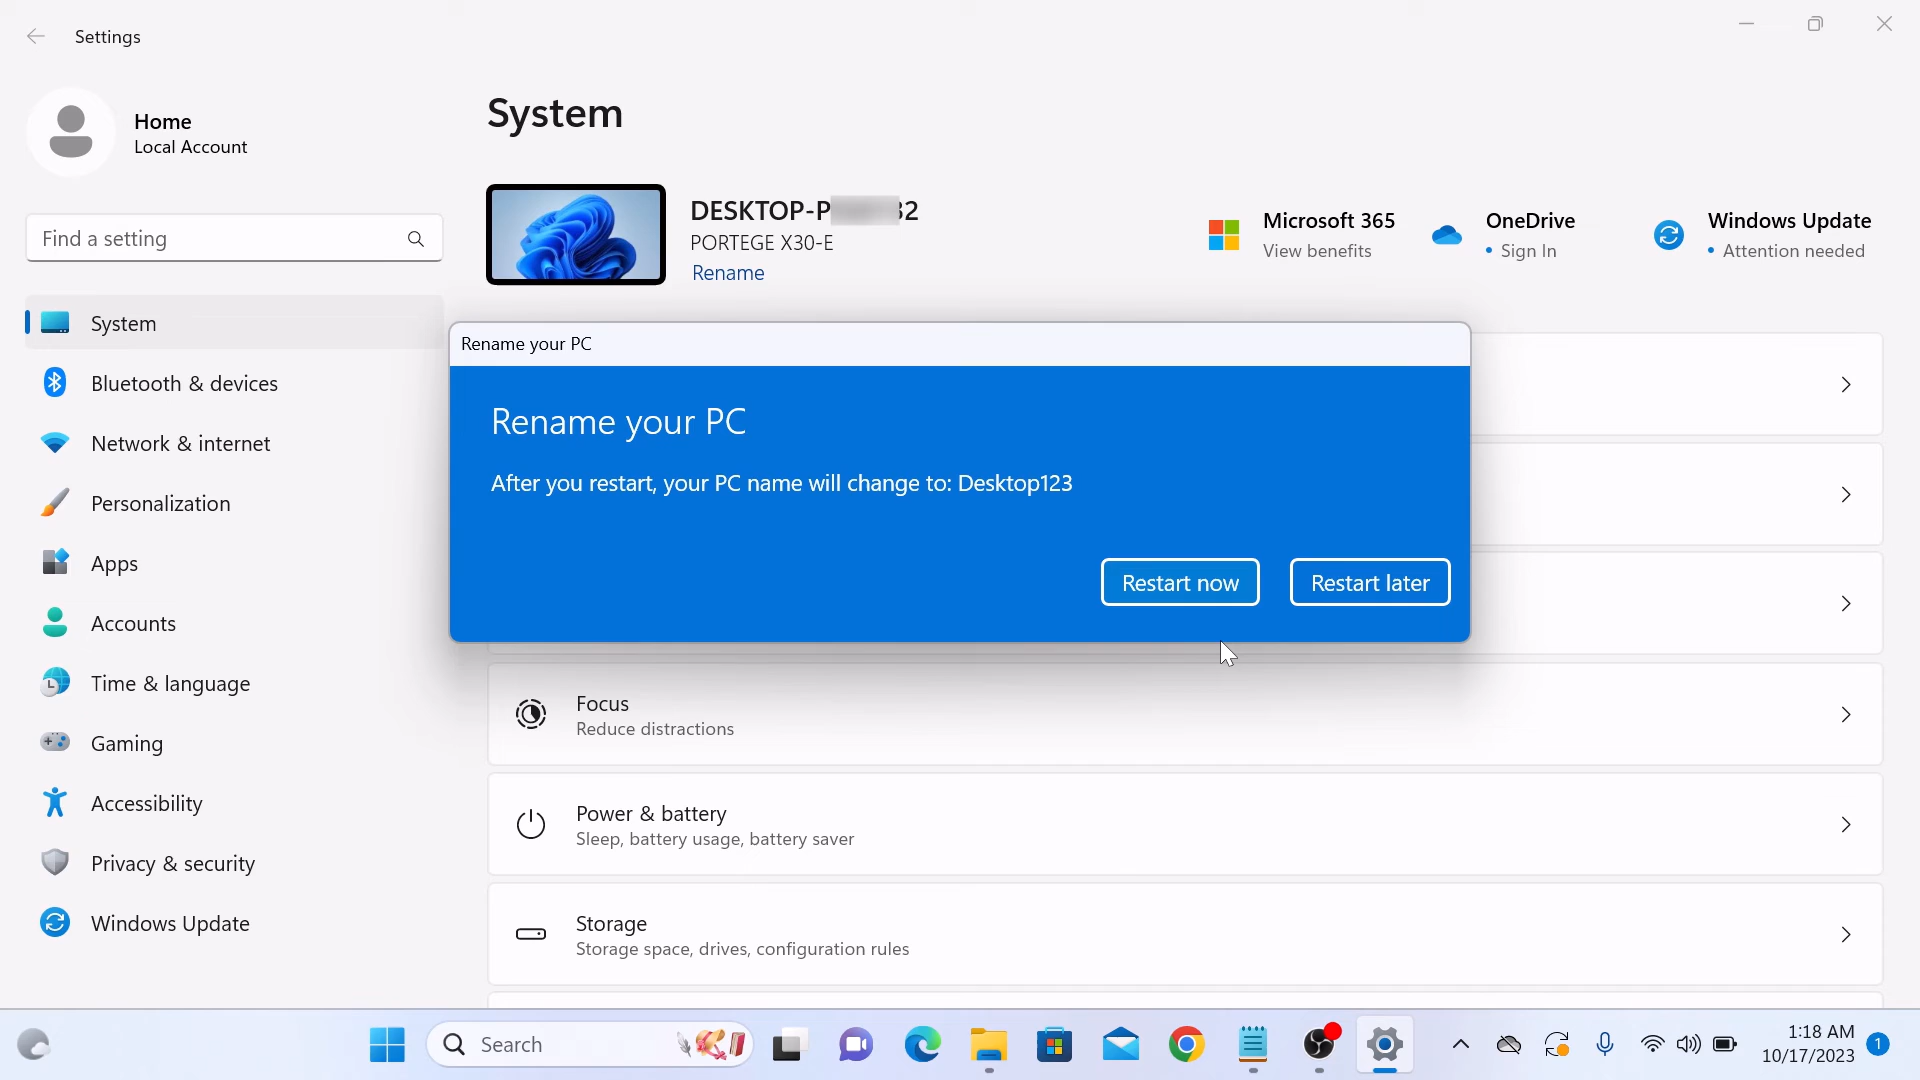 Settings
Home
Local Account
Find a setting
System
Bluetooth & devices
Network & internet
Personalization
Apps
Accounts
Time & language
Gaming
Accessibility
Privacy & security
Windows Update
System
DESKTOP-P
PORTEGE X30-E
Rename
Microsoft 365
View benefits
OneDrive
• Sign In
Windows Update
• Attention needed
Rename your PC
Rename your PC
After you restart, your PC name will change to: Desktop123
Restart now
Restart later
Focus
Reduce distractions
Power & battery
Sleep, battery usage, battery saver
Storage
Storage space, drives, configuration rules
Search
1:18 AM
10/17/2023
1